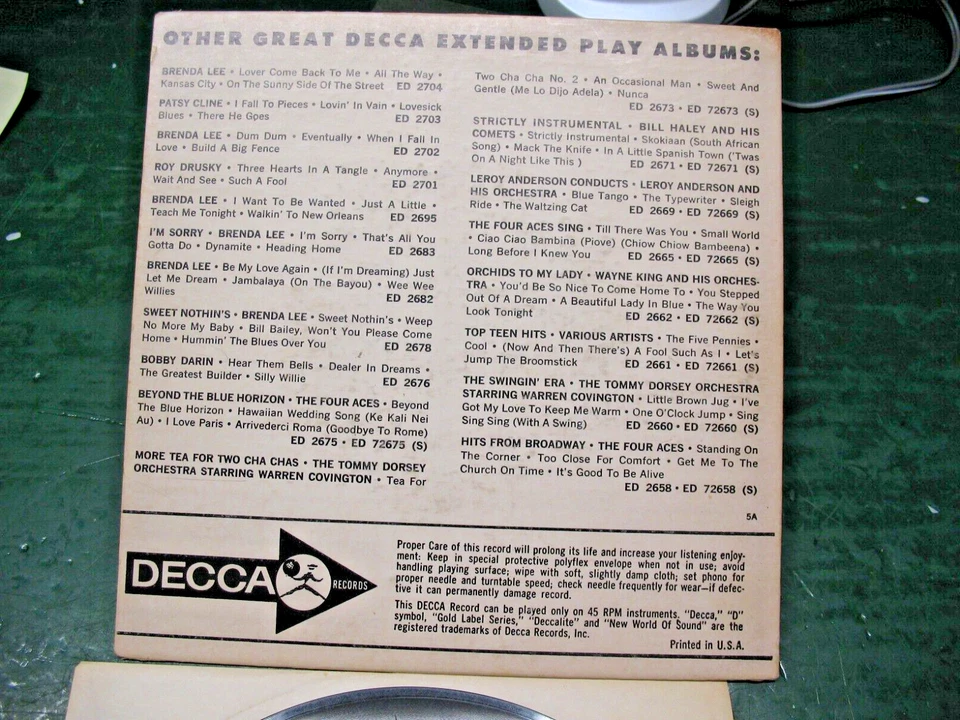 OTHER GREAT DECCA EXTENDED PLAY ALBUMS:
BRENDA LEE • Lover Come Back To Me • All The Way •
Kansas City • On The Sunny Side Of The Street ED 2704
PATSY CLINE • I Fall To Pieces • Lovin' In Vain • Lovesick
Blues • There He Goes ED 2703
BRENDA LEE • Dum Dum • Eventually • When I Fall In
Love • Build A Big Fence ED 2702
ROY DRUSKY • Three Hearts In A Tangle • Anymore •
Wait And See • Such A Fool ED 2701
BRENDA LEE • I Want To Be Wanted • Just A Little •
Teach Me Tonight • Walkin' To New Orleans ED 2695
I'M SORRY • BRENDA LEE • I'm Sorry • That's All You
Gotta Do • Dynamite • Heading Home ED 2683
BRENDA LEE • Be My Love Again • (If I'm Dreaming) Just
Let Me Dream • Jambalaya (On The Bayou) • Wee Wee
Willies ED 2682
SWEET NOTHIN'S • BRENDA LEE • Sweet Nothin's • Weep
No More My Baby • Bill Bailey, Won't You Please Come
Home • Hummin' The Blues Over You ED 2678
BOBBY DARIN • Hear Them Bells • Dealer In Dreams •
The Greatest Builder • Silly Willie ED 2676
BEYOND THE BLUE HORIZON • THE FOUR ACES • Beyond
The Blue Horizon • Hawaiian Wedding Song (Ke Kali Nei
Au) • I Love Paris • Arrivederci Roma (Goodbye To Rome)
ED 2675 • ED 72675 (S)
MORE TEA FOR TWO CHA CHAS • THE TOMMY DORSEY
ORCHESTRA STARRING WARREN COVINGTON • Tea For
Two Cha Cha No. 2 • An Occasional Man • Sweet And
Gentle (Me Lo Dijo Adela) • Nunca
ED 2673 • ED 72673 (S)
STRICTLY INSTRUMENTAL • BILL HALEY AND HIS
COMETS • Strictly Instrumental • Skokiaan (South African
Song) • Mack The Knife • In A Little Spanish Town ('Twas
On A Night Like This ) ED 2671 • ED 72671 (S)
LEROY ANDERSON CONDUCTS • LEROY ANDERSON AND
HIS ORCHESTRA • Blue Tango • The Typewriter • Sleigh
Ride • The Waltzing Cat ED 2669 • ED 72669 (S)
THE FOUR ACES SING • Till There Was You • Small World
• Ciao Ciao Bambina (Piove) (Chiow Chiow Bambeena) •
Long Before I Knew You ED 2665 • ED 72665 (S)
ORCHIDS TO MY LADY • WAYNE KING AND HIS ORCHES-
TRA • You'd Be So Nice To Come Home To • You Stepped
Out Of A Dream • A Beautiful Lady In Blue • The Way You
Look Tonight ED 2662 • ED 72662 (S)
TOP TEEN HITS • VARIOUS ARTISTS • The Five Pennies •
Cool • (Now And Then There's) A Fool Such As I • Let's
Jump The Broomstick ED 2661 • ED 72661 (S)
THE SWINGIN' ERA • THE TOMMY DORSEY ORCHESTRA
STARRING WARREN COVINGTON • Little Brown Jug • I've
Got My Love To Keep Me Warm • One O'Clock Jump • Sing
Sing Sing (With A Swing) ED 2660 • ED 72660 (S)
HITS FROM BROADWAY • THE FOUR ACES • Standing On
The Corner • Too Close For Comfort • Get Me To The
Church On Time • It's Good To Be Alive
ED 2658 • ED 72658 (S)
5A
DECCA RECORDS
Proper Care of this record will prolong its life and increase your listening enjoy-
ment: Keep in special protective polyflex envelope when not in use; avoid
handling playing surface; wipe with soft, slightly damp cloth; set phono for
proper needle and turntable speed; check needle frequently for wear—if defec-
tive it can permanently damage record.
This DECCA Record can be played only on 45 RPM instruments. "Decca," "D"
symbol, "Gold Label Series," "Deccalite" and "New World Of Sound" are the
registered trademarks of Decca Records, Inc.
Printed in U.S.A.